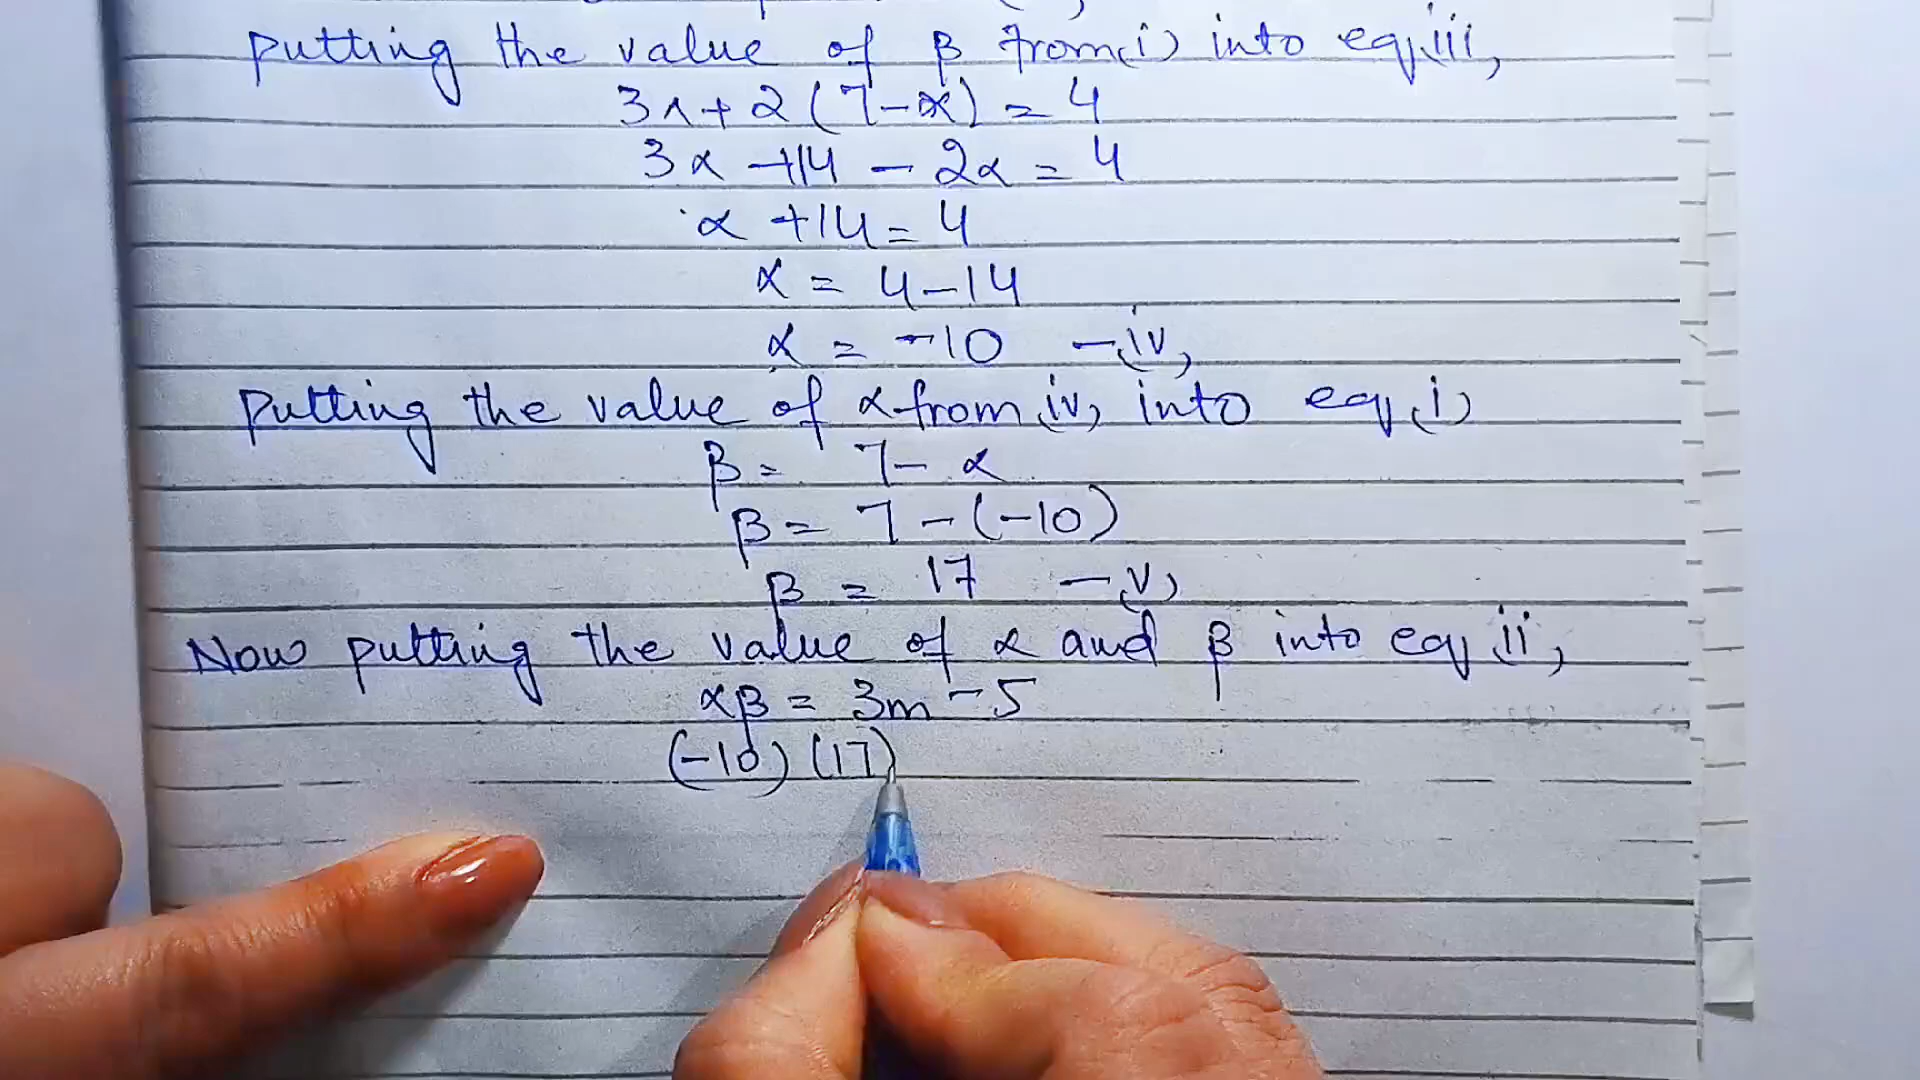 putting the value of β from (i) into eq (iii)
3α + 2 (7 - α) = 4
3α + 14 - 2α = 4
α + 14 = 4
α = 4 - 14
α = -10 - (iv)
putting the value of α from (iv) into eq (i)
β = 7 - α
β = 7 - (-10)
β = 17 - (v)
Now putting the value of α and β into eq (ii)
αβ = 3m - 5
(-10) (17)